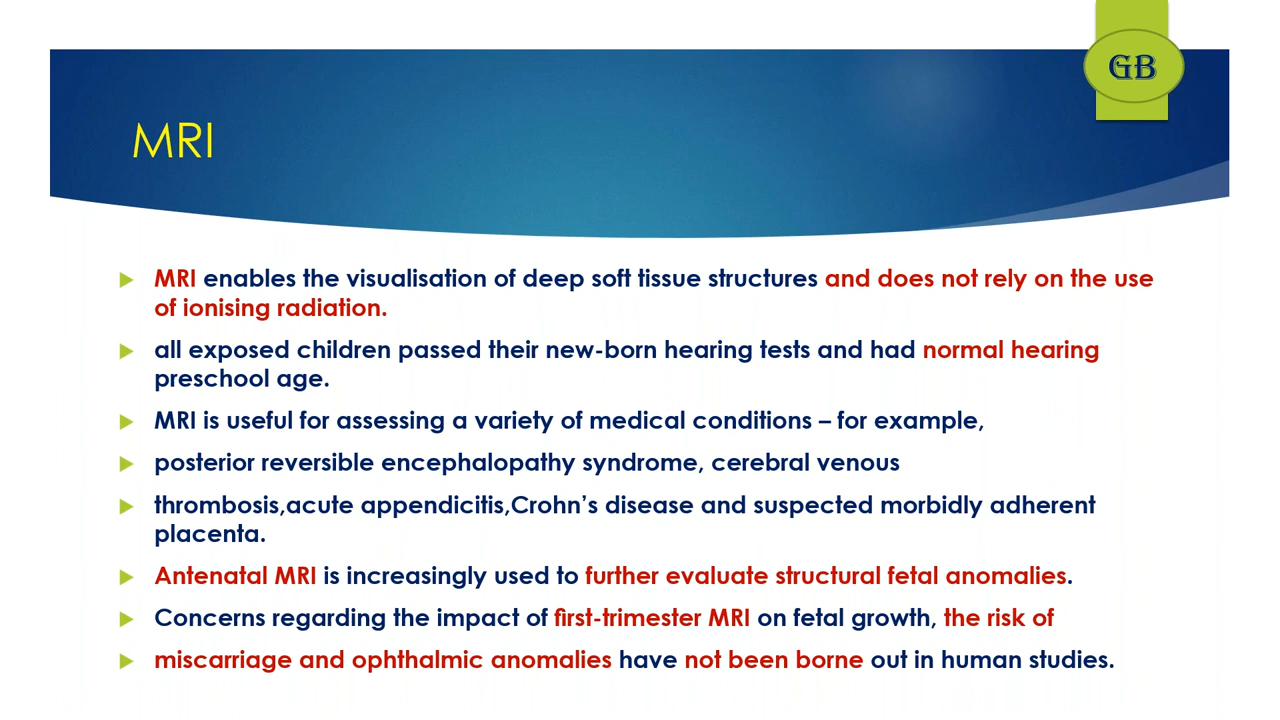 GB
MRI
MRI enables the visualisation of deep soft tissue structures and does not rely on the use
of ionising radiation.
all exposed children passed their new-born hearing tests and had normal hearing
preschool age.
MRI is useful for assessing a variety of medical conditions – for example,
posterior reversible encephalopathy syndrome, cerebral venous
thrombosis,acute appendicitis,Crohn’s disease and suspected morbidly adherent
placenta.
Antenatal MRI is increasingly used to further evaluate structural fetal anomalies.
Concerns regarding the impact of first-trimester MRI on fetal growth, the risk of
miscarriage and ophthalmic anomalies have not been borne out in human studies.